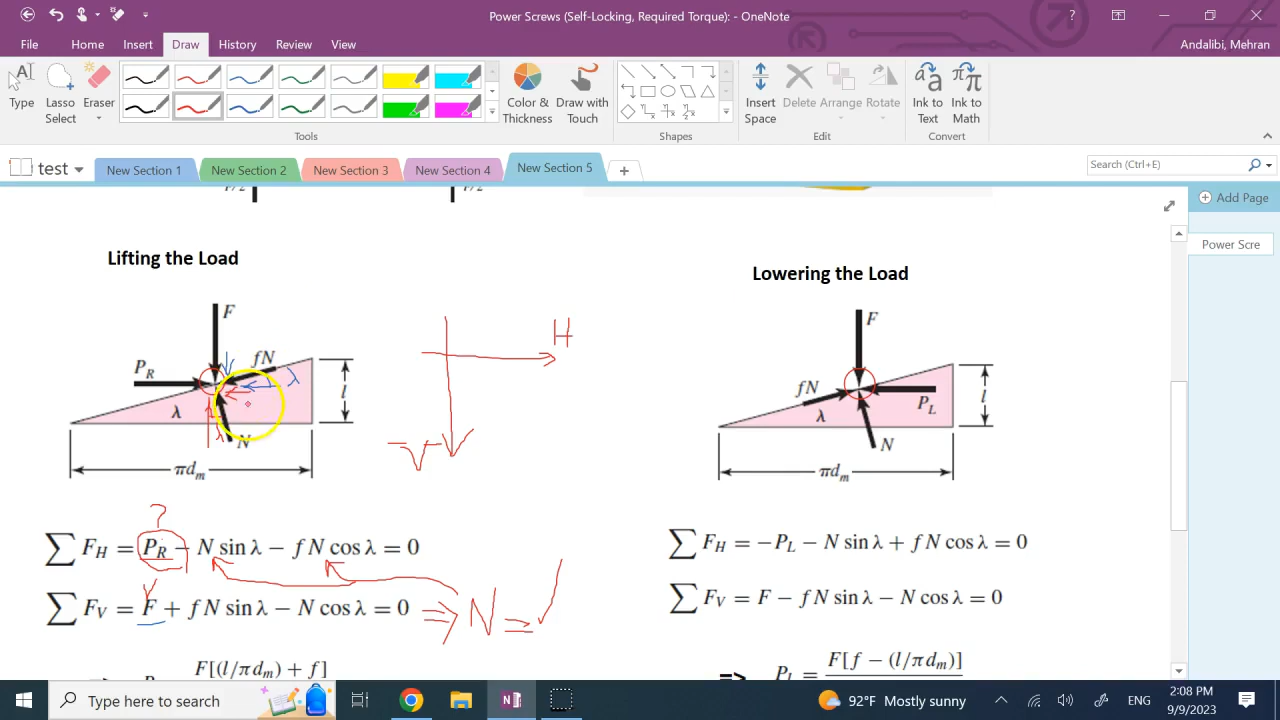 Power Screws (Self-Locking, Required Torque): - OneNote
?
Andalibi, Mehran
File Home Insert Draw History Review View
Type
Lasso Select
Eraser
Color & Thickness
Draw with Touch
Insert Space
Delete
Arrange
Rotate
Ink to Text
Ink to Math
Tools
Shapes
Edit
Convert
test
New Section 1
New Section 2
New Section 3
New Section 4
New Section 5
Search (Ctrl+E)
Add Page
Power Scre
Lifting the Load
F
P_R
fN
λ
λ
N
λ
l
πd_m
H
V
?
∑ F_H = P_R − N sin λ − fN cos λ = 0
∑ F_V = F + fN sin λ − N cos λ = 0
⇒ N = ✓
F[(l/πd_m) + f]
Lowering the Load
F
fN
λ
P_L
N
l
πd_m
∑ F_H = −P_L − N sin λ + fN cos λ = 0
∑ F_V = F − fN sin λ − N cos λ = 0
=> P_L = F[f − (l/πd_m)]
Type here to search
92°F Mostly sunny
ENG
2:08 PM
9/9/2023